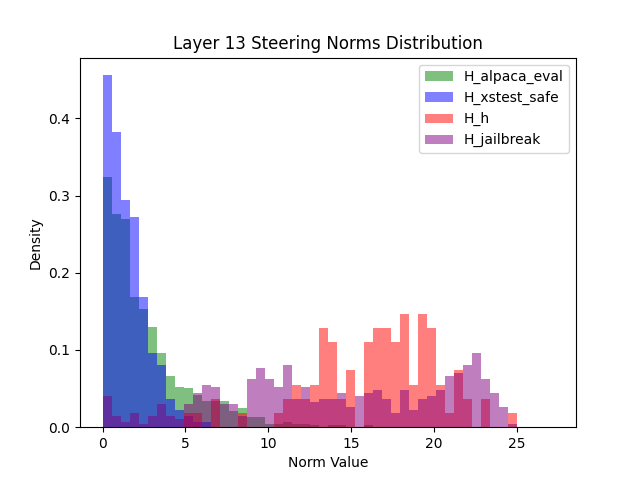 Layer 13 Steering Norms Distribution
H_alpaca_eval
H_xstest_safe
H_h
H_jailbreak
Density
0.4
0.3
0.2
0.1
0.0
0 5 10 15 20 25
Norm Value